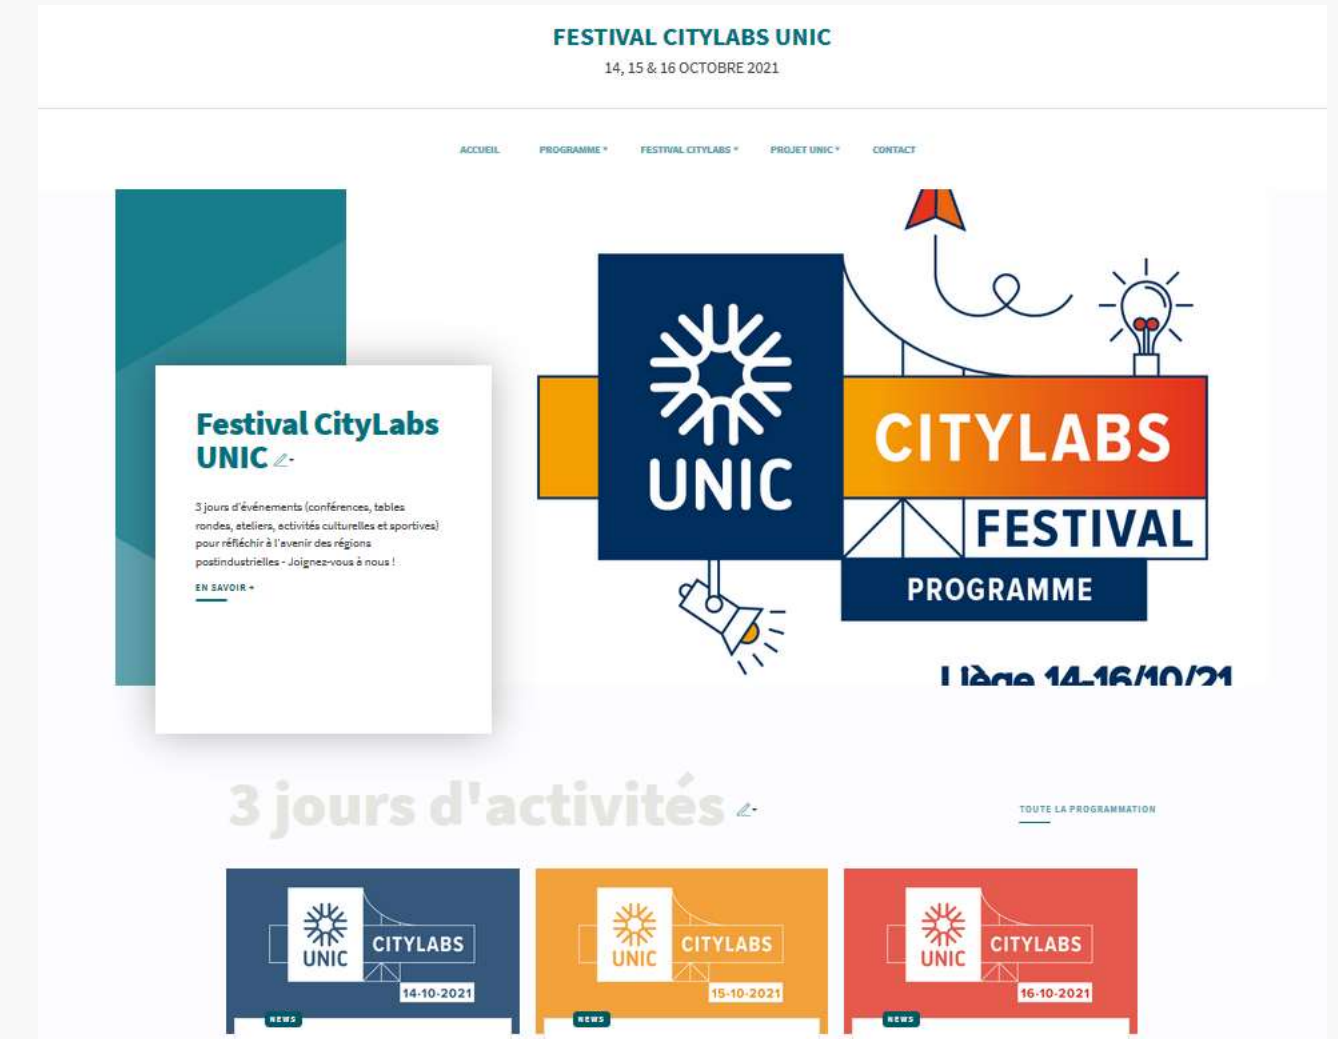 FESTIVAL CITYLABS UNIC
14, 15 & 16 OCTOBRE 2021
ACCUEIL PROGRAMME FESTIVAL CITYLABS PROJET UNIC CONTACT
UNIC
CITYLABS
FESTIVAL
PROGRAMME
Liège 14-16/10/21
Festival CityLabs
UNIC
3 jours d'événements (conférences, tables
rondes, ateliers, activités culturelles et sportives)
pour réfléchir à l'avenir des régions
postindustrielles - Joignez-vous à nous !
EN SAVOIR +
3 jours d'activités
TOUTE LA PROGRAMMATION
UNIC
CITYLABS
14-10-2021
NEWS
UNIC
CITYLABS
15-10-2021
NEWS
UNIC
CITYLABS
16-10-2021
NEWS